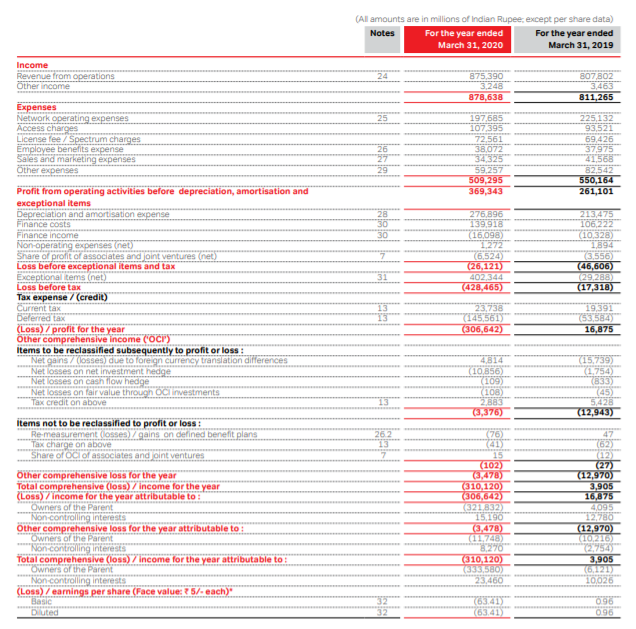 (All amounts are in millions of Indian Rupee; except per share data)
Notes For the year ended March 31, 2020 For the year ended March 31, 2019
Income
Revenue from operations 24 875,390 807,802
Other income 3,248 3,463
878,638 811,265
Expenses
Network operating expenses 25 197,685 225,132
Access charges 107,395 93,521
License fee / Spectrum charges 72,561 69,426
Employee benefits expense 26 38,072 37,975
Sales and marketing expenses 27 34,325 41,568
Other expenses 29 59,257 82,542
509,295 550,164
Profit from operating activities before depreciation, amortisation and 369,343 261,101
exceptional items
Depreciation and amortisation expense 28 276,896 213,475
Finance costs 30 139,918 106,222
Finance income 30 (16,098) (10,328)
Non-operating expenses (net) 1,272 1,894
Share of profit of associates and joint ventures (net) 7 (6,524) (3,556)
Loss before exceptional items and tax (26,121) (46,606)
Exceptional items (net) 31 402,344 (29,288)
Loss before tax (428,465) (17,318)
Tax expense / (credit)
Current tax 13 23,738 19,391
Deferred tax 13 (145,561) (53,584)
(Loss) / profit for the year (306,642) 16,875
Other comprehensive income ('OCI')
Items to be reclassified subsequently to profit or loss :
Net gains / (losses) due to foreign currency translation differences 4,814 (15,739)
Net losses on net investment hedge (10,856) (1,754)
Net losses on cash flow hedge (109) (833)
Net losses on fair value through OCI investments (108) (45)
Tax credit on above 13 2,883 5,428
(3,376) (12,943)
Items not to be reclassified to profit or loss :
Re-measurement (losses) / gains on defined benefit plans 26.2 (76) 47
Tax charge on above 13 (41) (62)
Share of OCI of associates and joint ventures 7 15 (12)
(102) (27)
Other comprehensive loss for the year (3,478) (12,970)
Total comprehensive (loss) / income for the year (310,120) 3,905
(Loss) / income for the year attributable to : (306,642) 16,875
Owners of the Parent (321,832) 4,095
Non-controlling interests 15,190 12,780
Other comprehensive loss for the year attributable to : (3,478) (12,970)
Owners of the Parent (11,748) (10,216)
Non-controlling interests 8,270 (2,754)
Total comprehensive (loss) / income for the year attributable to : (310,120) 3,905
Owners of the Parent (333,580) (6,121)
Non-controlling interests 23,460 10,026
(Loss) / earnings per share (Face value: ₹ 5/- each)*
Basic 32 (63.41) 0.96
Diluted 32 (63.41) 0.96